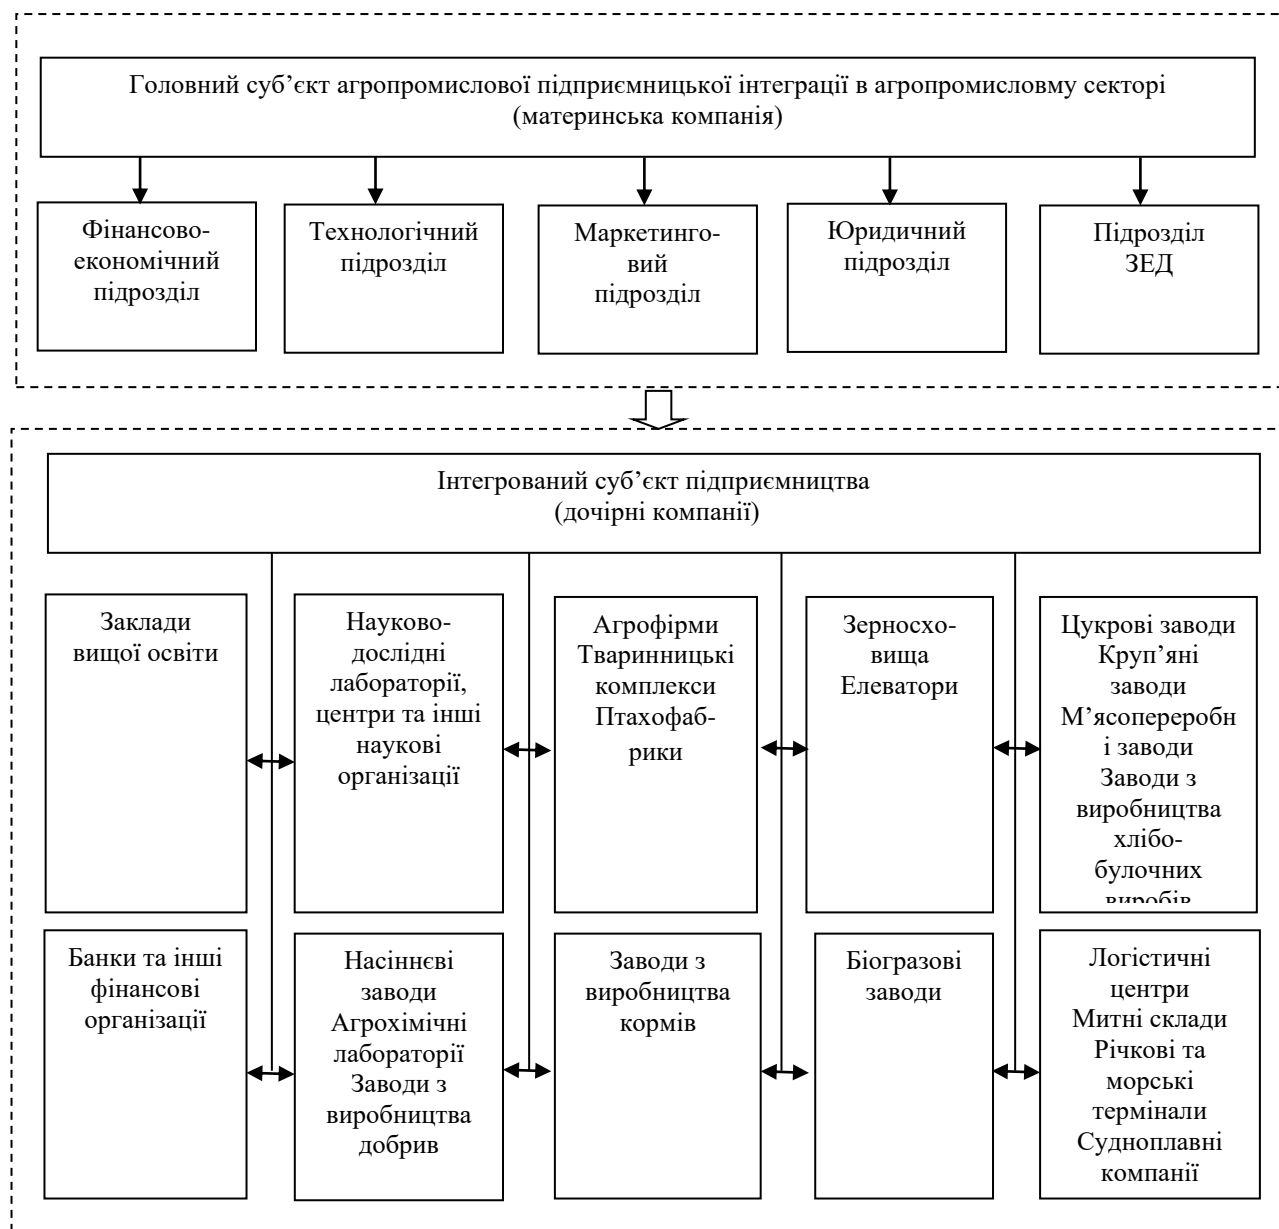 Головний суб’єкт агропромислової підприємницької інтеграції в агропромисловму секторі
(материнська компанія)
Фінансово-
економічний
підрозділ
Технологічний
підрозділ
Маркетинго-
вий
підрозділ
Юридичний
підрозділ
Підрозділ
ЗЕД
Інтегрований суб’єкт підприємництва
(дочірні компанії)
Заклади
вищої освіти
Науково-
дослідні
лабораторії,
центри та інші
наукові
організації
Агрофірми
Тваринницькі
комплекси
Птахофаб-
рики
Зерносхо-
вища
Елеватори
Цукрові заводи
Круп’яні
заводи
М’ясопереробн
і заводи
Заводи з
виробництва
хлібо-
булочних
виробів
Банки та інші
фінансові
організації
Насіннєві
заводи
Агрохімічні
лабораторії
Заводи з
виробництва
добрив
Заводи з
виробництва
кормів
Біогразові
заводи
Логістичні
центри
Митні склади
Річкові та
морські
термінали
Судноплавні
компанії